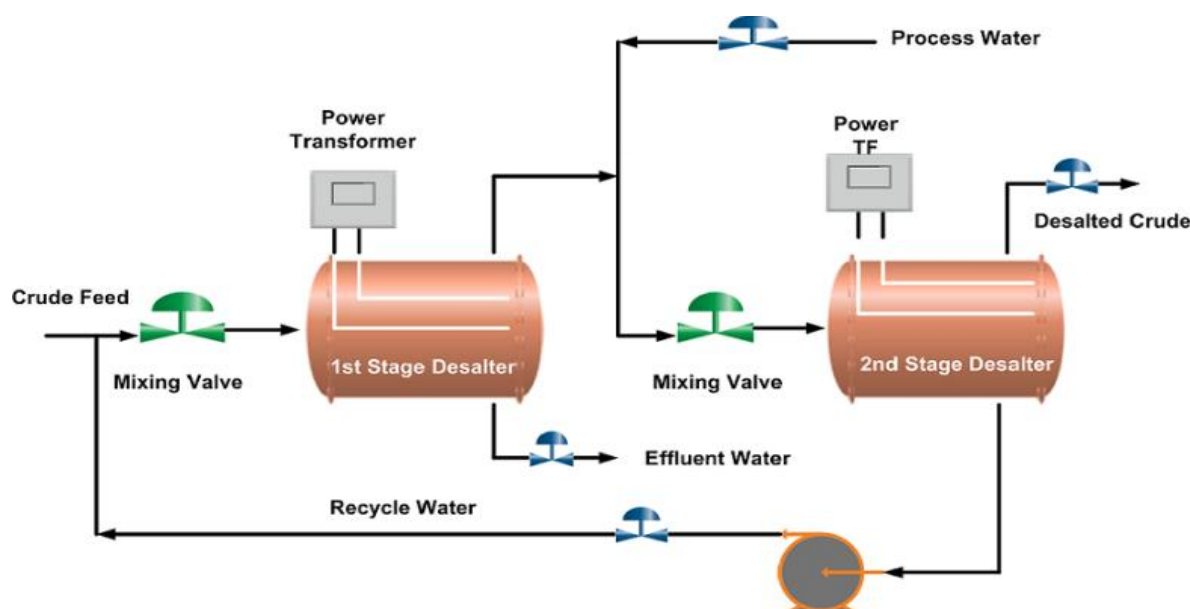 Process Water
Power
Transformer
Power
TF
Desalted Crude
Crude Feed
Mixing Valve
1st Stage Desalter
Mixing Valve
2nd Stage Desalter
Effluent Water
Recycle Water